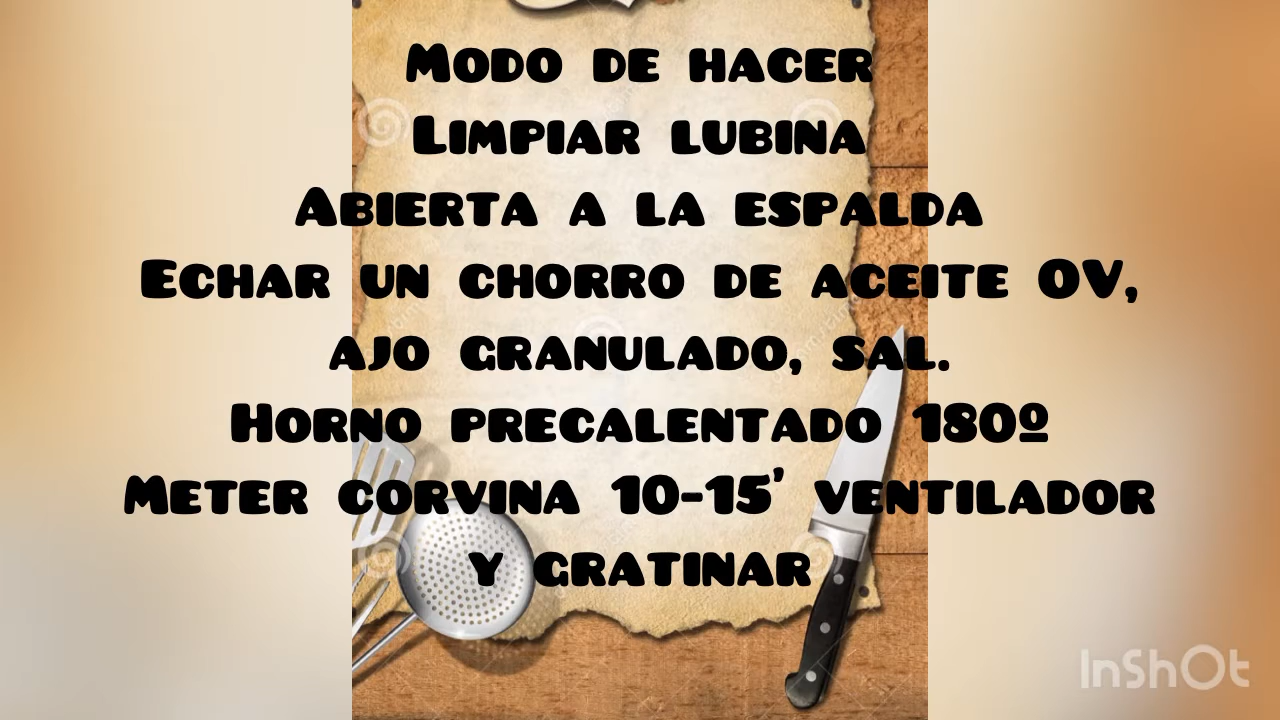 Modo de hacer
Limpiar lubina
Abierta a la espalda
Echar un chorro de aceite OV,
ajo granulado, sal.
Horno precalentado 180º
Meter corvina 10-15' ventilador
y gratinar
InShOt